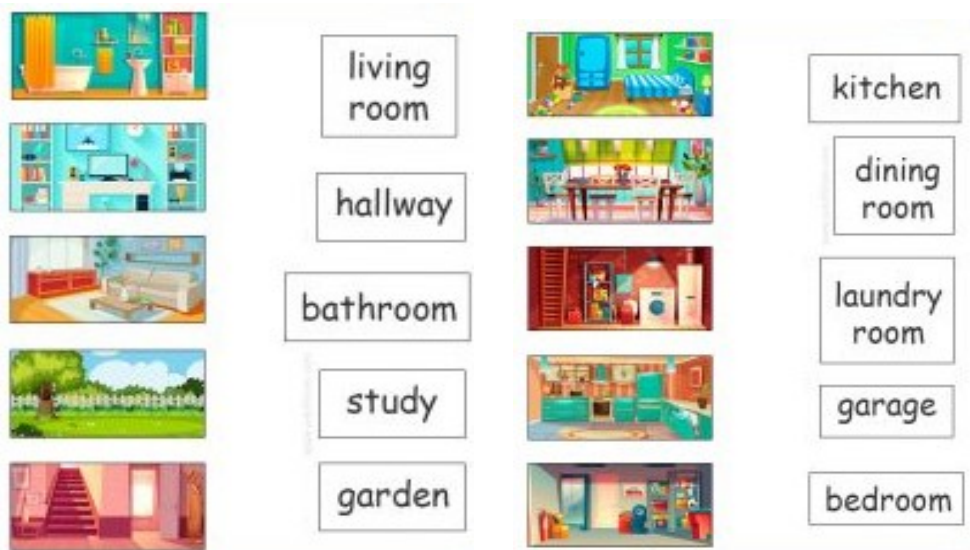 living
room
hallway
bathroom
study
garden
kitchen
dining
room
laundry
room
garage
bedroom